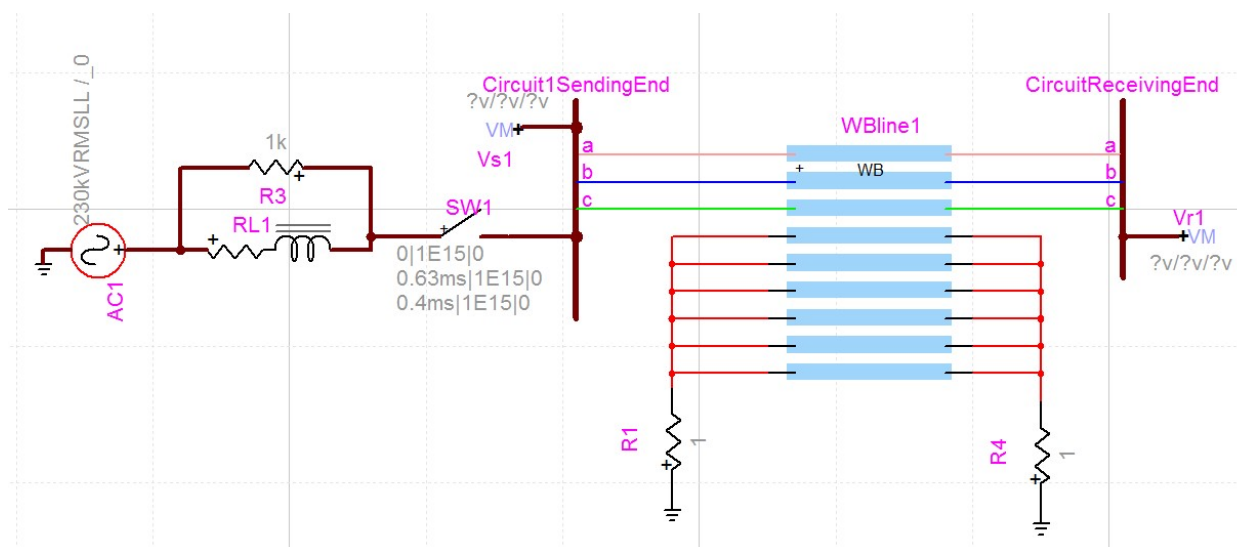 230kVRMSLL /_0
AC1
1k
+
R3
RL1
+
+
SW1
+
0|1E15|0
0.63ms|1E15|0
0.4ms|1E15|0
Circuit1SendingEnd
?v/?v/?v
VM+
Vs1
a
b
c
WBline1
+
WB
CircuitReceivingEnd
a
b
c
Vr1
+VM
?v/?v/?v
R1
1
+
R4
1
+